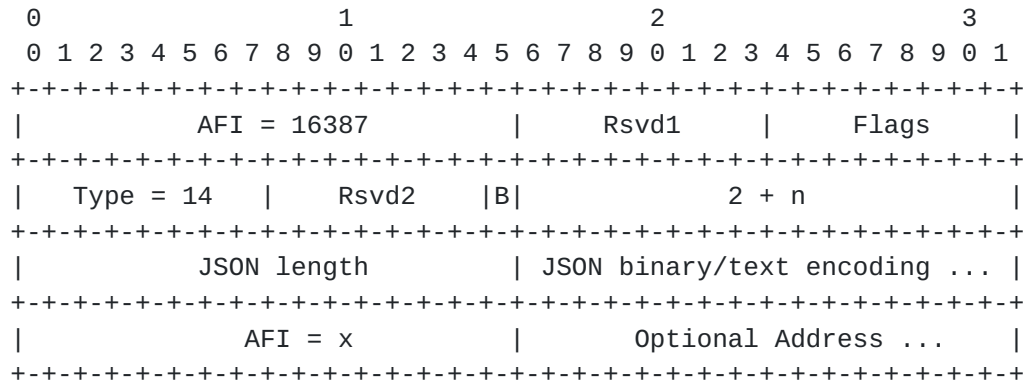 0                   1                   2                   3
 0 1 2 3 4 5 6 7 8 9 0 1 2 3 4 5 6 7 8 9 0 1 2 3 4 5 6 7 8 9 0 1
+-+-+-+-+-+-+-+-+-+-+-+-+-+-+-+-+-+-+-+-+-+-+-+-+-+-+-+-+-+-+-+-+
|           AFI = 16387         |     Rsvd1     |     Flags     |
+-+-+-+-+-+-+-+-+-+-+-+-+-+-+-+-+-+-+-+-+-+-+-+-+-+-+-+-+-+-+-+-+
|   Type = 14   |    Rsvd2    |B|             2 + n             |
+-+-+-+-+-+-+-+-+-+-+-+-+-+-+-+-+-+-+-+-+-+-+-+-+-+-+-+-+-+-+-+-+
|           JSON length         | JSON binary/text encoding ... |
+-+-+-+-+-+-+-+-+-+-+-+-+-+-+-+-+-+-+-+-+-+-+-+-+-+-+-+-+-+-+-+-+
|              AFI = x          |       Optional Address ...    |
+-+-+-+-+-+-+-+-+-+-+-+-+-+-+-+-+-+-+-+-+-+-+-+-+-+-+-+-+-+-+-+-+